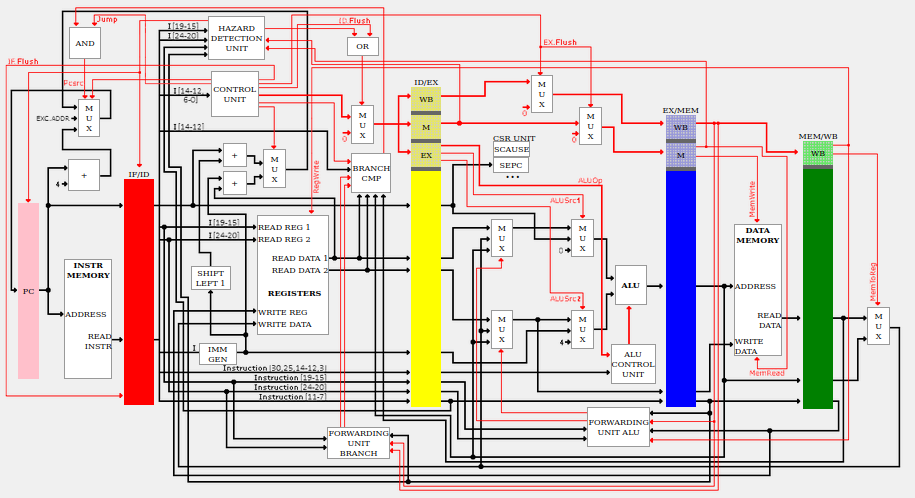 I [19-15]
I [24-20]
HAZARD
DETECTION
UNIT
Jump
AND
ID.Flush
OR
EX.Flush
IF.Flush
Pcsrc
I [14-12,
6-0]
CONTROL
UNIT
EXC.ADDR
M
U
X
I [14-12]
M
U
X
0
ID/EX
WB
M
EX
M
U
X
0
M
U
X
0
EX/MEM
WB
M
MEM/WB
WB
CSR UNIT
SCAUSE
SEPC
...
+
+
M
U
X
BRANCH
CMP
+
4
IF/ID
RegWrite
ALUOp
ALUSrc1
MemWrite
PC
INSTR
MEMORY
ADDRESS
READ
INSTR
I [19-15]
I [24-20]
READ REG 1
READ REG 2
READ DATA 1
READ DATA 2
REGISTERS
WRITE REG
WRITE DATA
SHIFT
LEFT 1
I
IMM
GEN
M
U
X
M
U
X
0
ALU
ALUSrc2
M
U
X
M
U
X
4
ALU
CONTROL
UNIT
DATA
MEMORY
ADDRESS
READ
DATA
WRITE
DATA
MemRead
MemToReg
M
U
X
Instruction [30,25,14-12,3]
Instruction [19-15]
Instruction [24-20]
Instruction [11-7]
FORWARDING
UNIT
BRANCH
FORWARDING
UNIT ALU